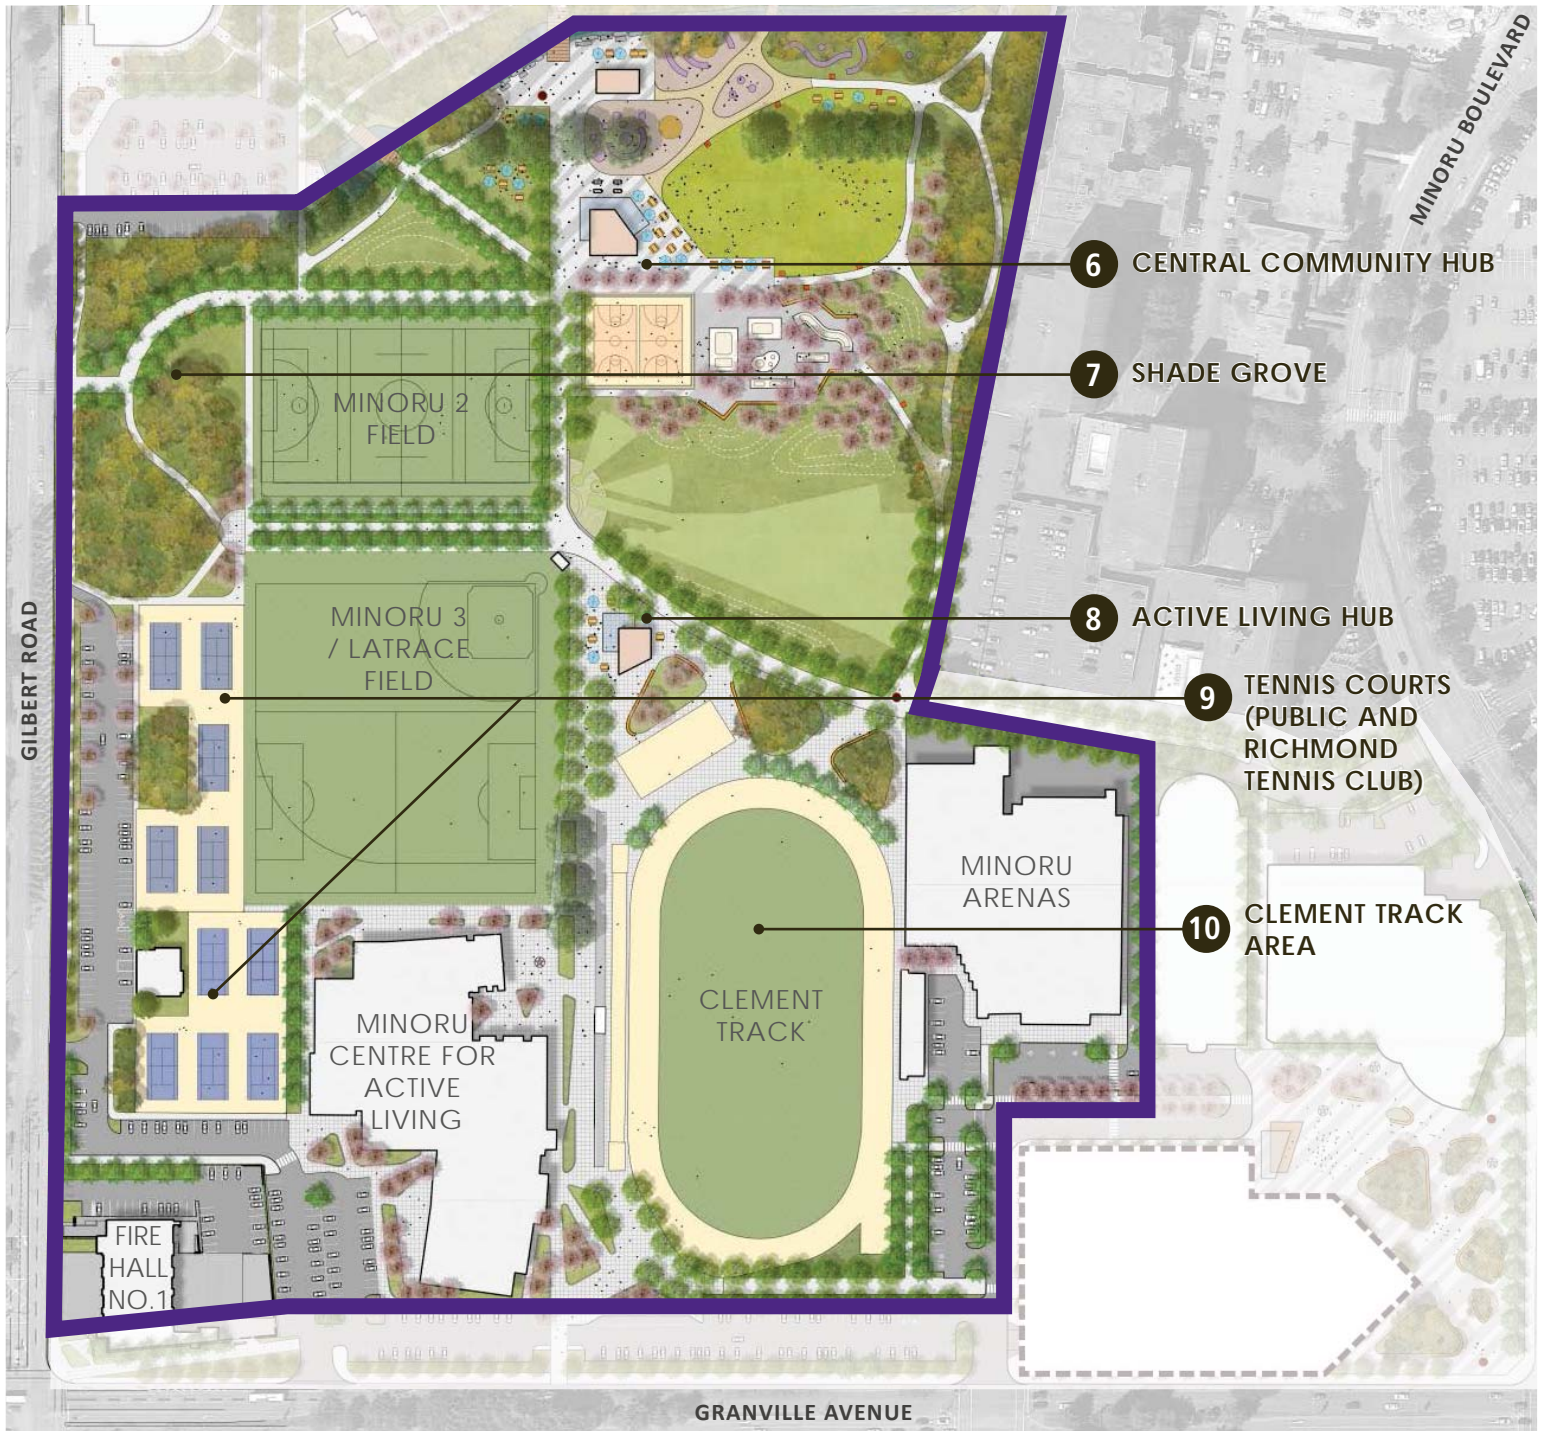 MINORU BOULEVARD
6 CENTRAL COMMUNITY HUB
7 SHADE GROVE
MINORU 2
FIELD
GILBERT ROAD
MINORU 3
/ LATRACE
FIELD
8 ACTIVE LIVING HUB
9 TENNIS COURTS
(PUBLIC AND
RICHMOND
TENNIS CLUB)
MINORU
ARENAS
10 CLEMENT TRACK
AREA
CLEMENT
TRACK
MINORU
CENTRE FOR
ACTIVE
LIVING
FIRE
HALL
NO.1
GRANVILLE AVENUE